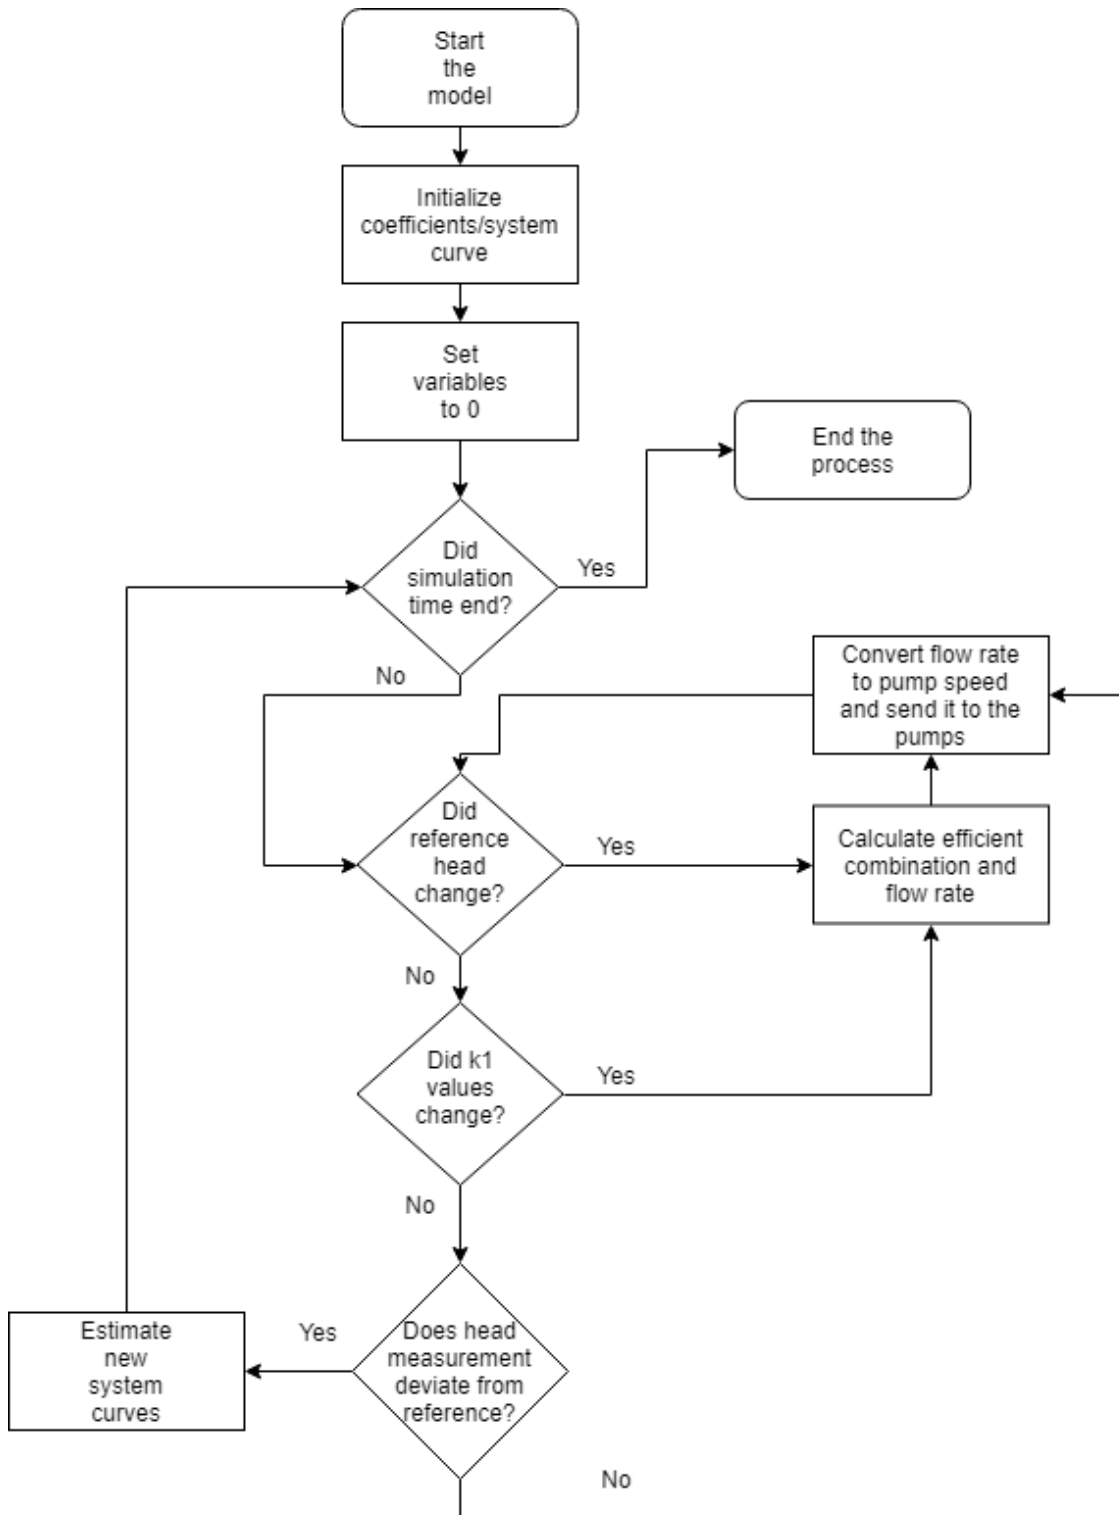 Start
the
model
Initialize
coefficients/system
curve
Set
variables
to 0
End the
process
Did
simulation
time end?
Yes
No
Convert flow rate
to pump speed
and send it to the
pumps
Did
reference
head
change?
Yes
Calculate efficient
combination and
flow rate
No
Did k1
values
change?
Yes
No
Estimate
new
system
curves
Yes
Does head
measurement
deviate from
reference?
No